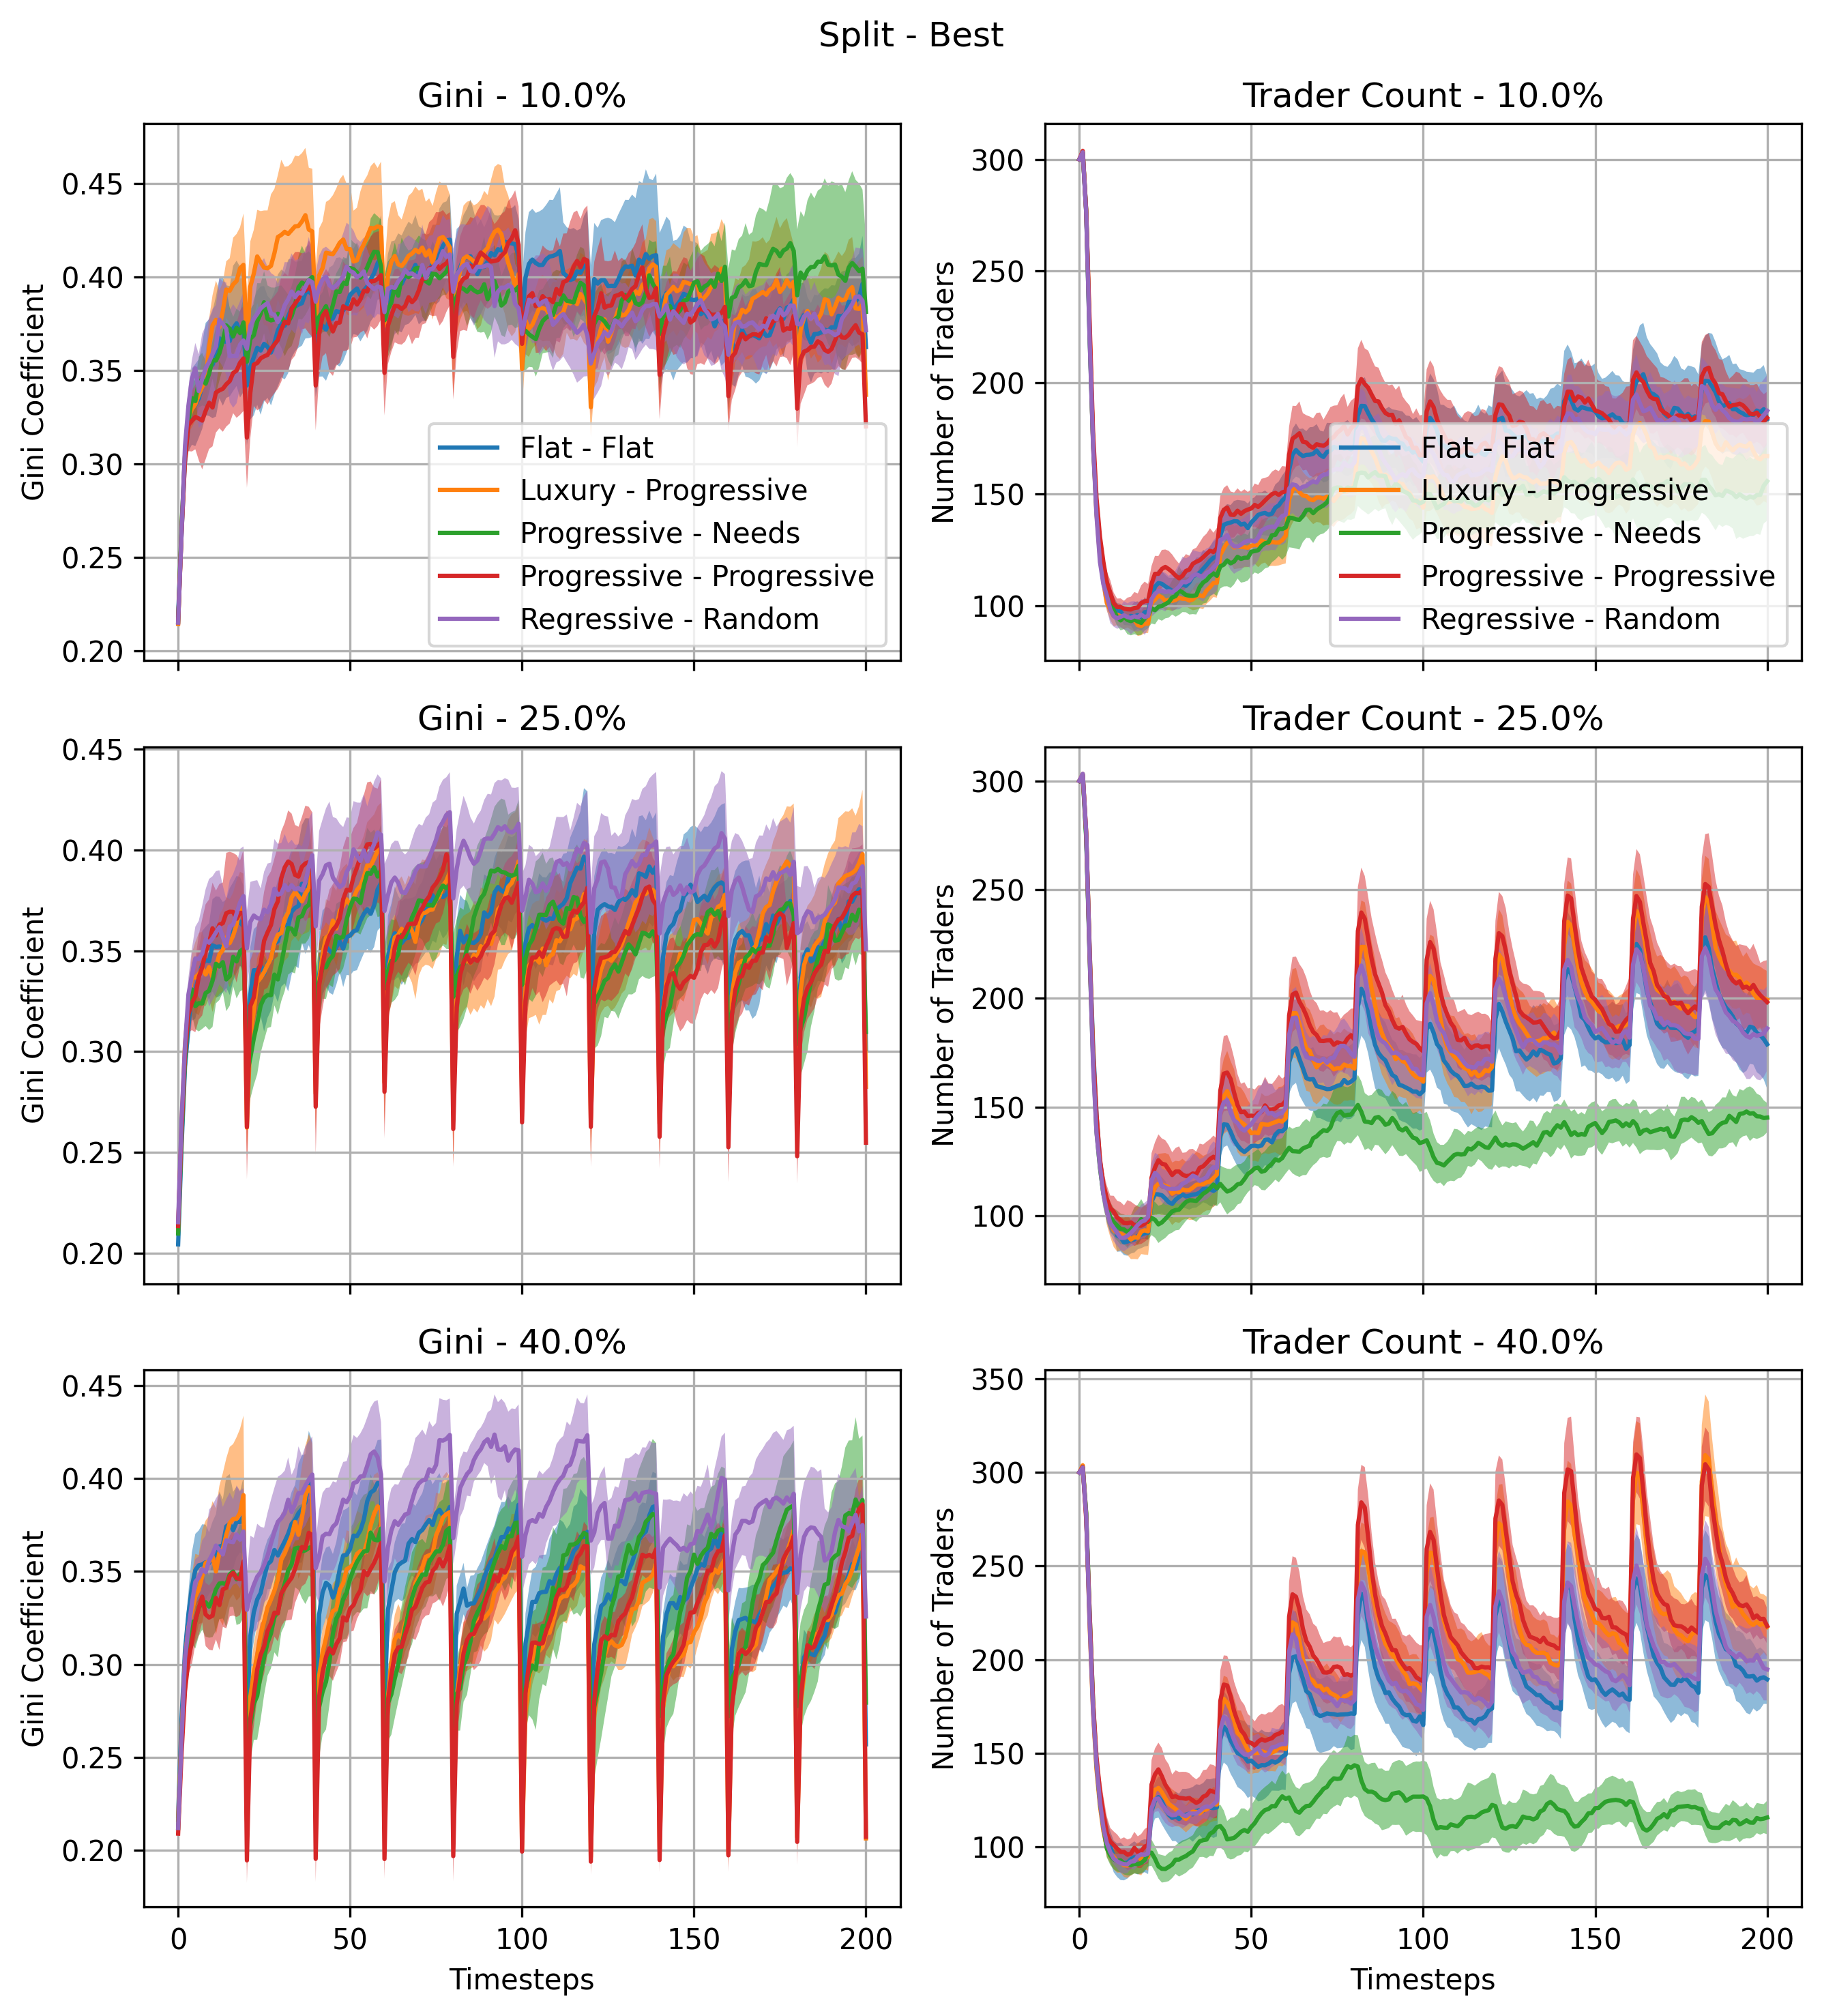 Split - Best
Gini - 10.0%
Gini Coefficient
0.45
0.40
0.35
0.30
0.25
0.20
Flat - Flat
Luxury - Progressive
Progressive - Needs
Progressive - Progressive
Regressive - Random
Trader Count - 10.0%
Number of Traders
300
250
200
150
100
Flat - Flat
Luxury - Progressive
Progressive - Needs
Progressive - Progressive
Regressive - Random
Gini - 25.0%
Gini Coefficient
0.45
0.40
0.35
0.30
0.25
0.20
Trader Count - 25.0%
Number of Traders
300
250
200
150
100
Gini - 40.0%
Gini Coefficient
0.45
0.40
0.35
0.30
0.25
0.20
0 50 100 150 200
Timesteps
Trader Count - 40.0%
Number of Traders
350
300
250
200
150
100
0 50 100 150 200
Timesteps